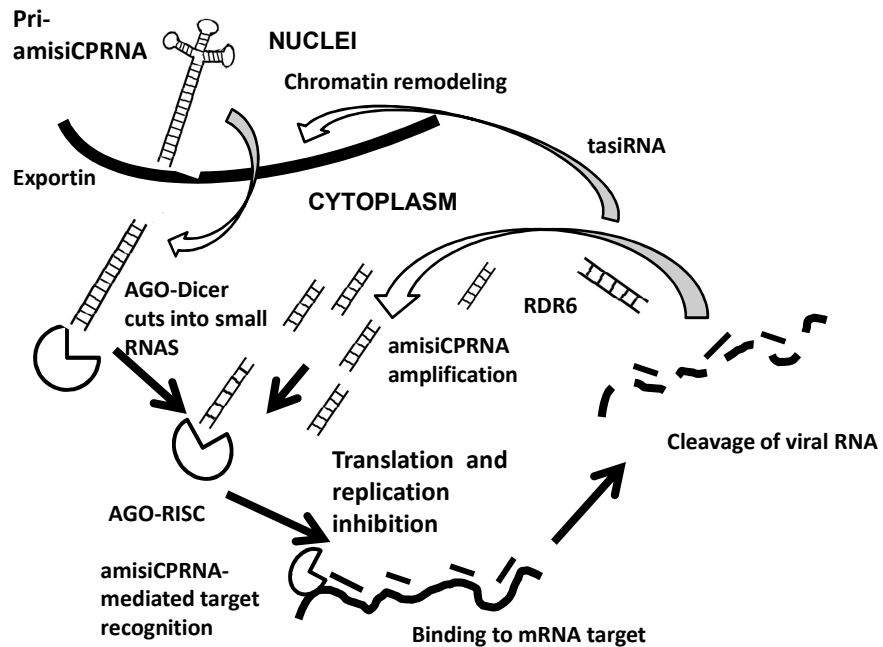 Pri-
amisiCPRNA
NUCLEI
Chromatin remodeling
tasiRNA
Exportin
CYTOPLASM
AGO-Dicer
cuts into small
RNAS
RDR6
amisiCPRNA
amplification
Cleavage of viral RNA
Translation and
replication
inhibition
AGO-RISC
amisiCPRNA-
mediated target
recognition
Binding to mRNA target